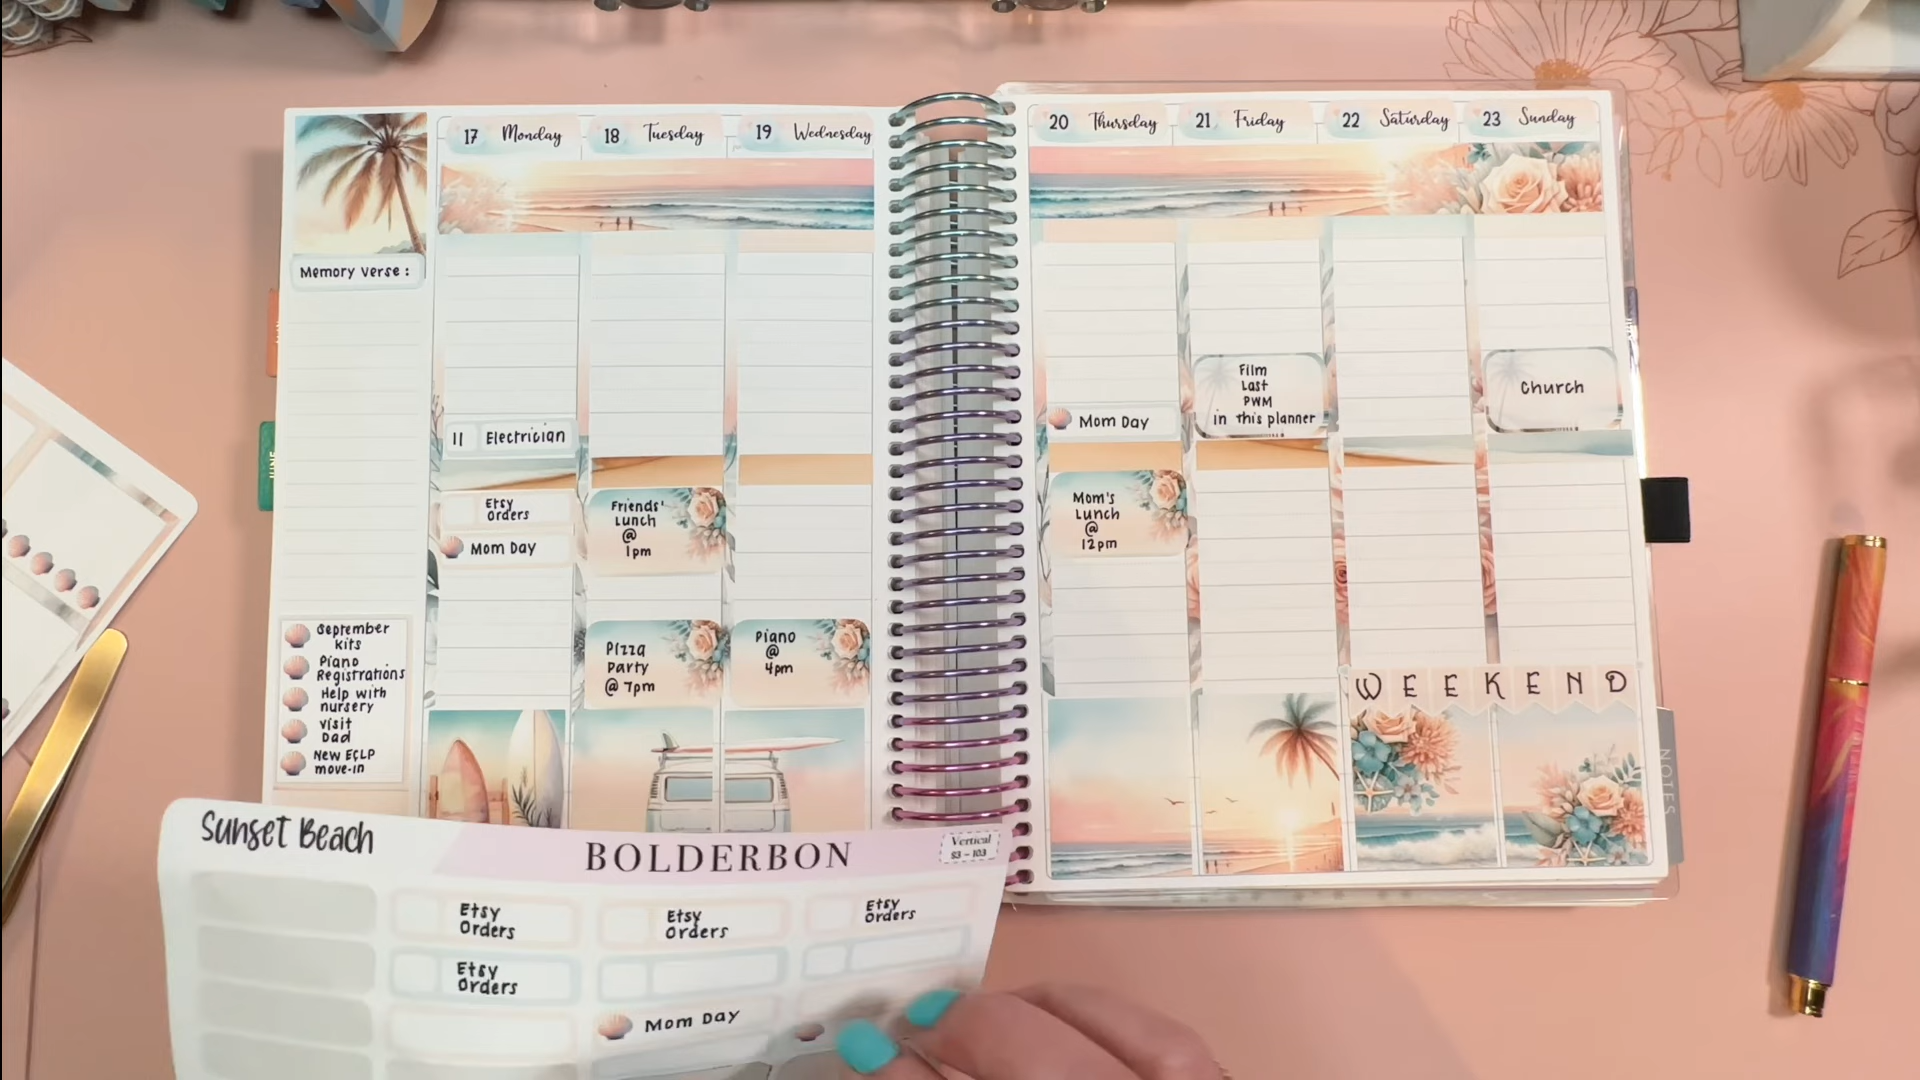 17 Monday
18 Tuesday
19 Wednesday
20 Thursday
21 Friday
22 Saturday
23 Sunday
Memory Verse:
September
Kits
Piano
Registrations
Help with
nursery
Visit
Dad
New ECLP
move-in
11 Electrician
Etsy
Orders
Mom Day
Friends'
Lunch
@
1pm
Pizza
Party
@ 7pm
Piano
@
4pm
Mom Day
Mom's
Lunch
@
12pm
Film
Last
PWM
in this planner
Church
WEEKEND
NOTES
JUNE
Sunset Beach
BOLDERBON
Vertical
S3-103
Etsy
Orders
Etsy
Orders
Etsy
Orders
Etsy
Orders
Mom Day